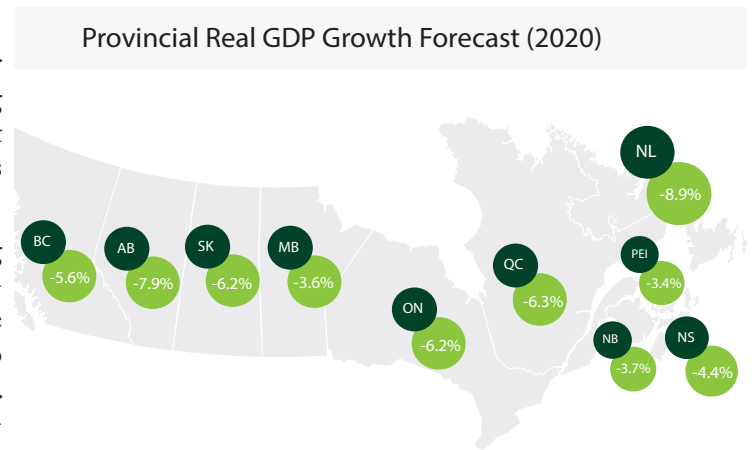 Provincial Real GDP Growth Forecast (2020)
NL
-8.9%
BC
-5.6%
AB
-7.9%
SK
-6.2%
MB
-3.6%
ON
-6.2%
QC
-6.3%
PEI
-3.4%
NB
-3.7%
NS
-4.4%